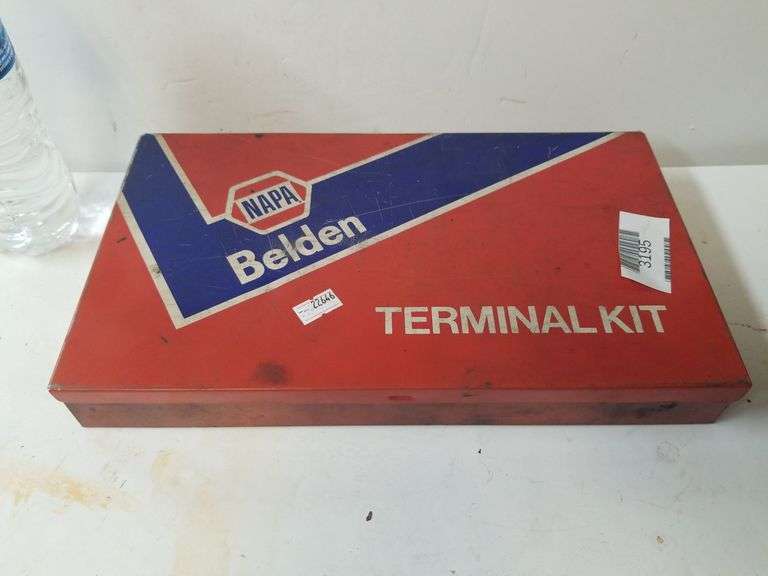 NAPA
Belden
22646
3195
TERMINAL KIT